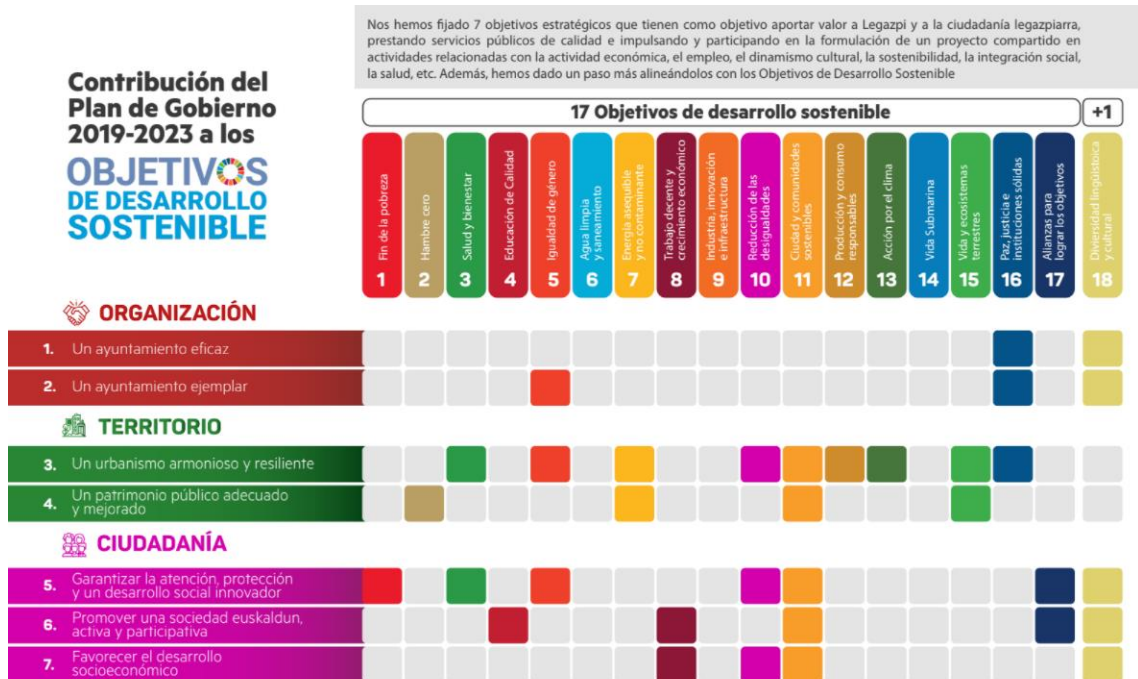 Nos hemos fijado 7 objetivos estratégicos que tienen como objetivo aportar valor a Legazpi y a la ciudadanía legazpiarra,
prestando servicios públicos de calidad e impulsando y participando en la formulación de un proyecto compartido en
actividades relacionadas con la actividad económica, el empleo, el dinamismo cultural, la sostenibilidad, la integración social,
la salud, etc. Además, hemos dado un paso más alineándolos con los Objetivos de Desarrollo Sostenible
Contribución del
Plan de Gobierno
2019-2023 a los
OBJETIVOS
DE DESARROLLO
SOSTENIBLE
17 Objetivos de desarrollo sostenible
+1
Fin de la pobreza
1
Hambre cero
2
Salud y bienestar
3
Educación de Calidad
4
Igualdad de género
5
Agua limpia
y saneamiento
6
Energía asequible
y no contaminante
7
Trabajo decente y
crecimiento económico
8
Industria, innovación
e infraestructura
9
Reducción de las
desigualdades
10
Ciudad y comunidades
sostenibles
11
Producción y consumo
responsables
12
Acción por el clima
13
Vida Submarina
14
Vida y ecosistemas
terrestres
15
Paz, justicia e
instituciones sólidas
16
Alianzas para
lograr los objetivos
17
Diviersidad lingüístoica
y cultural
18
ORGANIZACIÓN
1. Un ayuntamiento eficaz
2. Un ayuntamiento ejemplar
TERRITORIO
3. Un urbanismo armonioso y resiliente
4. Un patrimonio público adecuado
y mejorado
CIUDADANÍA
5. Garantizar la atención, protección
y un desarrollo social innovador
6. Promover una sociedad euskaldun,
activa y participativa
7. Favorecer el desarrollo
socioeconómico